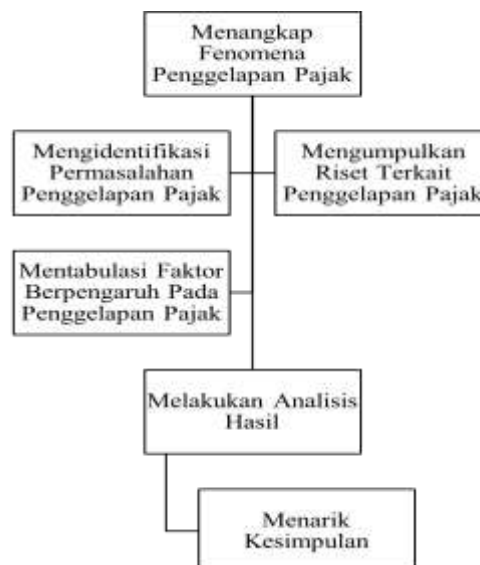 Menangkap
Fenomena
Penggelapan Pajak
Mengidentifikasi
Permasalahan
Penggelapan Pajak
Mengumpulkan
Riset Terkait
Penggelapan Pajak
Mentabulasi Faktor
Berpengaruh Pada
Penggelapan Pajak
Melakukan Analisis
Hasil
Menarik
Kesimpulan